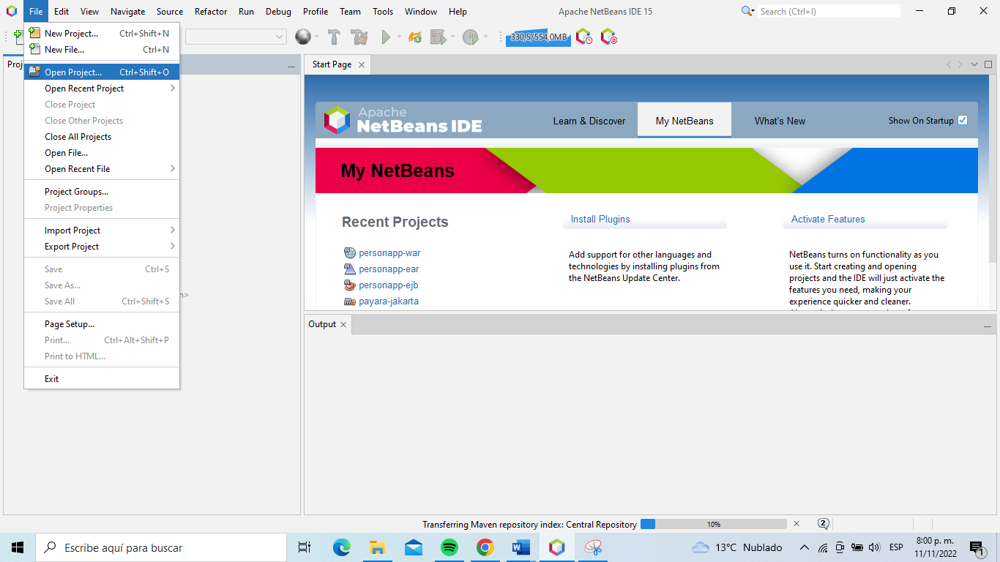 File Edit View Navigate Source Refactor Run Debug Profile Team Tools Window Help
Apache NetBeans IDE 15
Search (Ctrl+I)
330,5/554,0MB
New Project... Ctrl+Shift+N
New File... Ctrl+N
Open Project... Ctrl+Shift+O
Open Recent Project
Close Project
Close Other Projects
Close All Projects
Open File...
Open Recent File
Project Groups...
Project Properties
Import Project
Export Project
Save Ctrl+S
Save As...
Save All Ctrl+Shift+S
Page Setup...
Print... Ctrl+Alt+Shift+P
Print to HTML...
Exit
Start Page
Apache
NetBeans IDE
Learn & Discover
My NetBeans
What's New
Show On Startup
My NetBeans
Recent Projects
personapp-war
personapp-ear
personapp-ejb
payara-jakarta
Install Plugins
Add support for other languages and
technologies by installing plugins from
the NetBeans Update Center.
Activate Features
NetBeans turns on functionality as you
use it. Start creating and opening
projects and the IDE will just activate the
features you need, making your
experience quicker and cleaner.
Output
Transferring Maven repository index: Central Repository
10%
2
Escribe aquí para buscar
13°C Nublado
ESP
8:00 p. m.
11/11/2022
1